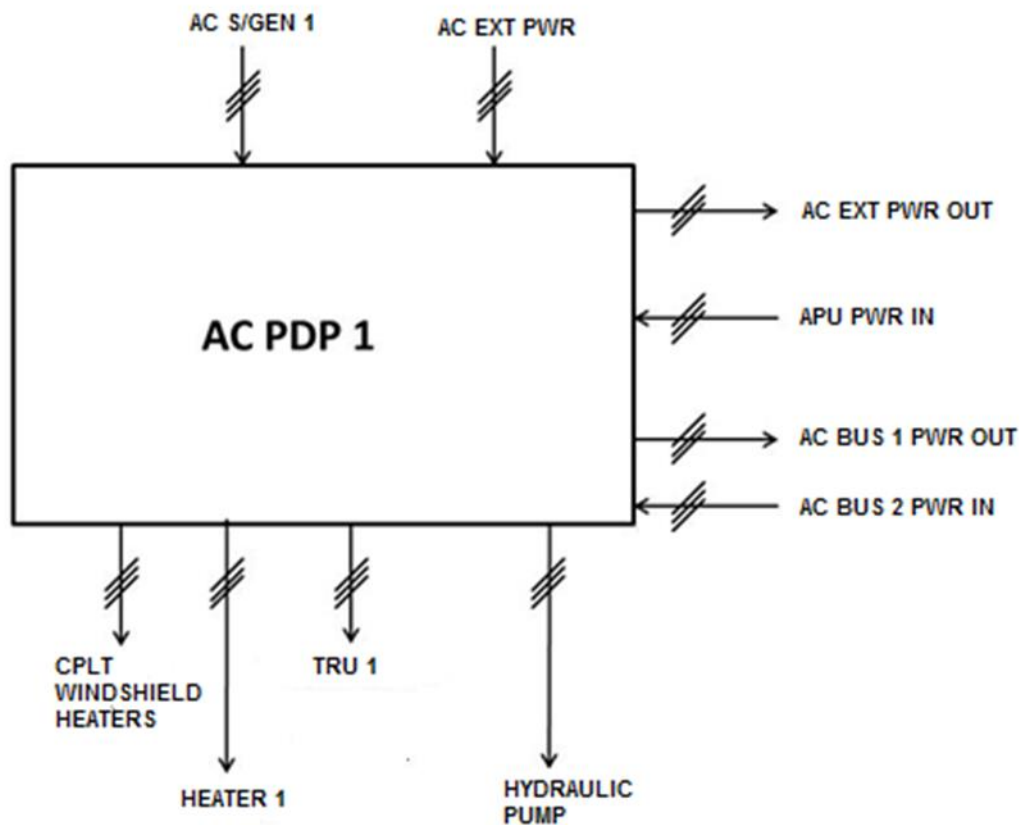 AC S/GEN 1
AC EXT PWR
AC EXT PWR OUT
AC PDP 1
APU PWR IN
AC BUS 1 PWR OUT
AC BUS 2 PWR IN
CPLT
WINDSHIELD
HEATERS
TRU 1
HEATER 1
HYDRAULIC
PUMP